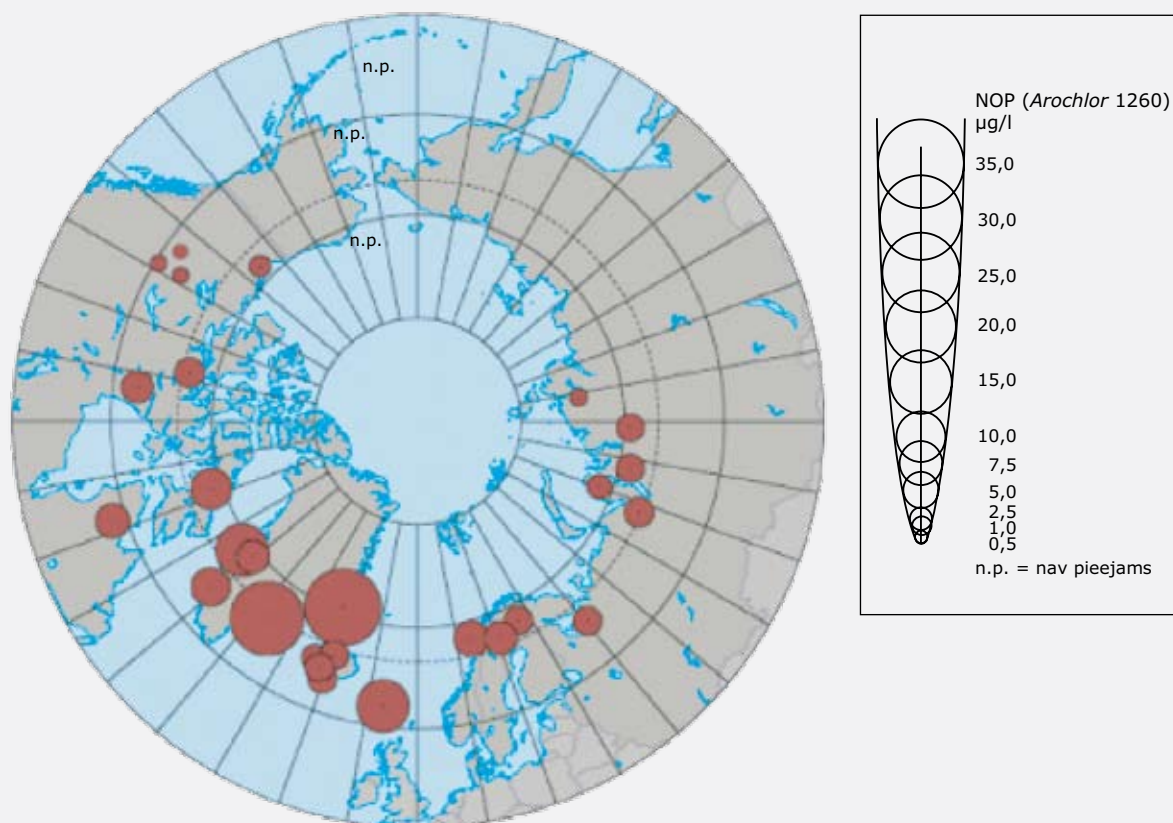 n.p.
n.p.
n.p.
NOP (Arochlor 1260)
µg/l
35,0
30,0
25,0
20,0
15,0
10,0
7,5
5,0
2,5
1,0
0,5
n.p. = nav pieejams